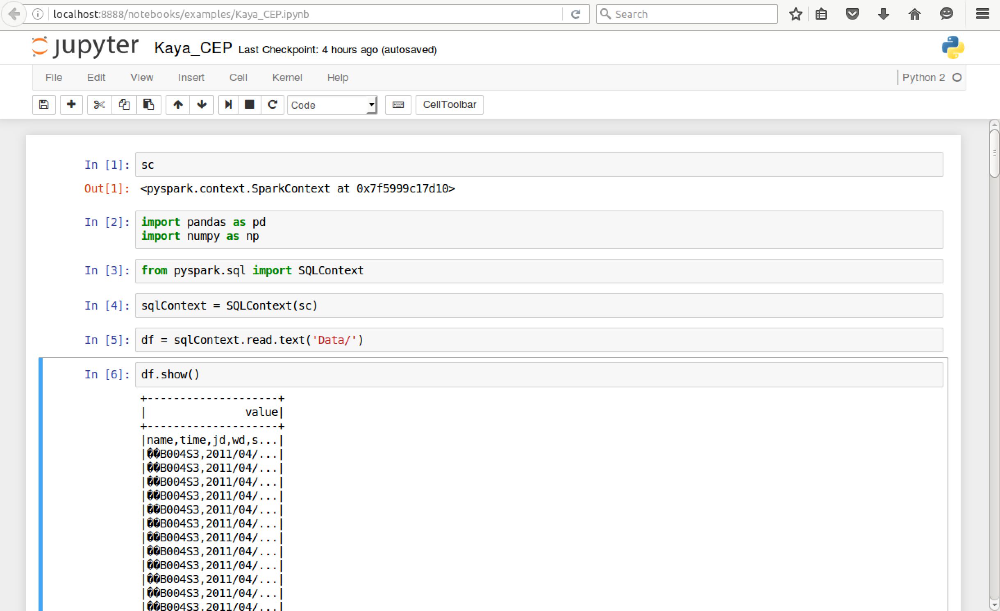 localhost:8888/notebooks/examples/Kaya_CEP.ipynb
Search
jupyter Kaya_CEP Last Checkpoint: 4 hours ago (autosaved)
File Edit View Insert Cell Kernel Help
Python 2
Code
CellToolbar
In [1]: sc
Out[1]: <pyspark.context.SparkContext at 0x7f5999c17d10>
In [2]: import pandas as pd
import numpy as np
In [3]: from pyspark.sql import SQLContext
In [4]: sqlContext = SQLContext(sc)
In [5]: df = sqlContext.read.text('Data/')
In [6]: df.show()
+--------------------+
|               value|
+--------------------+
|name,time,jd,wd,s...|
|��B004S3,2011/04/...|
|��B004S3,2011/04/...|
|��B004S3,2011/04/...|
|��B004S3,2011/04/...|
|��B004S3,2011/04/...|
|��B004S3,2011/04/...|
|��B004S3,2011/04/...|
|��B004S3,2011/04/...|
|��B004S3,2011/04/...|
|��B004S3,2011/04/...|
|��B004S3,2011/04/...|
|��B004S3,2011/04/...|